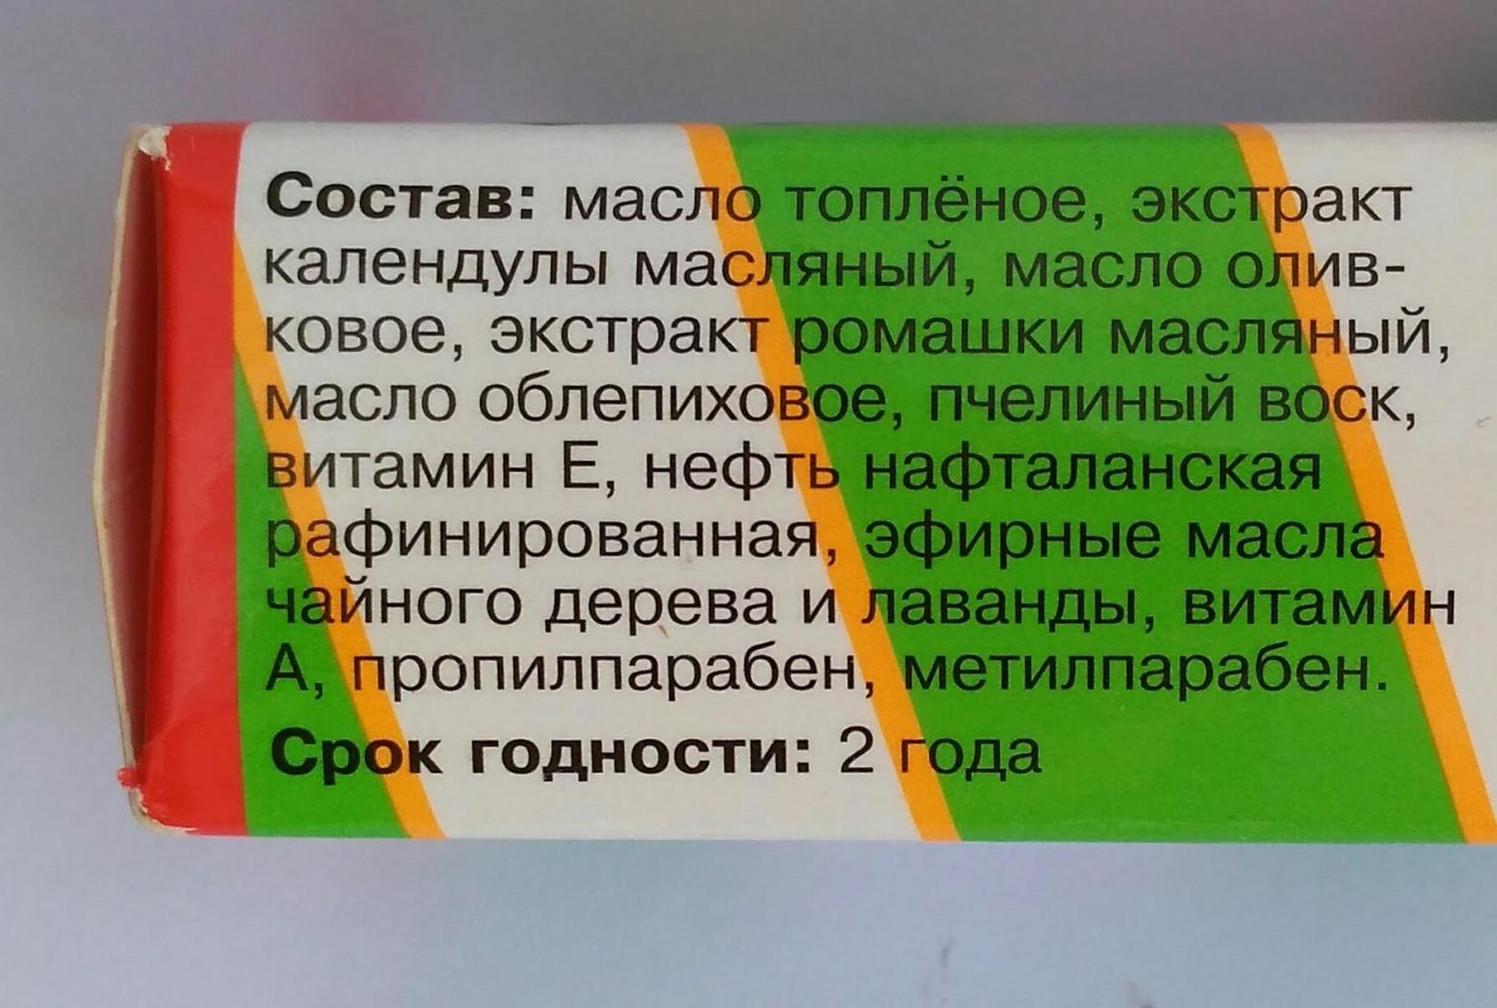 Состав: масло топлёное, экстракт
календулы масляный, масло олив-
ковое, экстракт ромашки масляный,
масло облепиховое, пчелиный воск,
витамин Е, нефть нафталанская
рафинированная, эфирные масла
чайного дерева и лаванды, витамин
А, пропилпарабен, метилпарабен.
Срок годности: 2 года